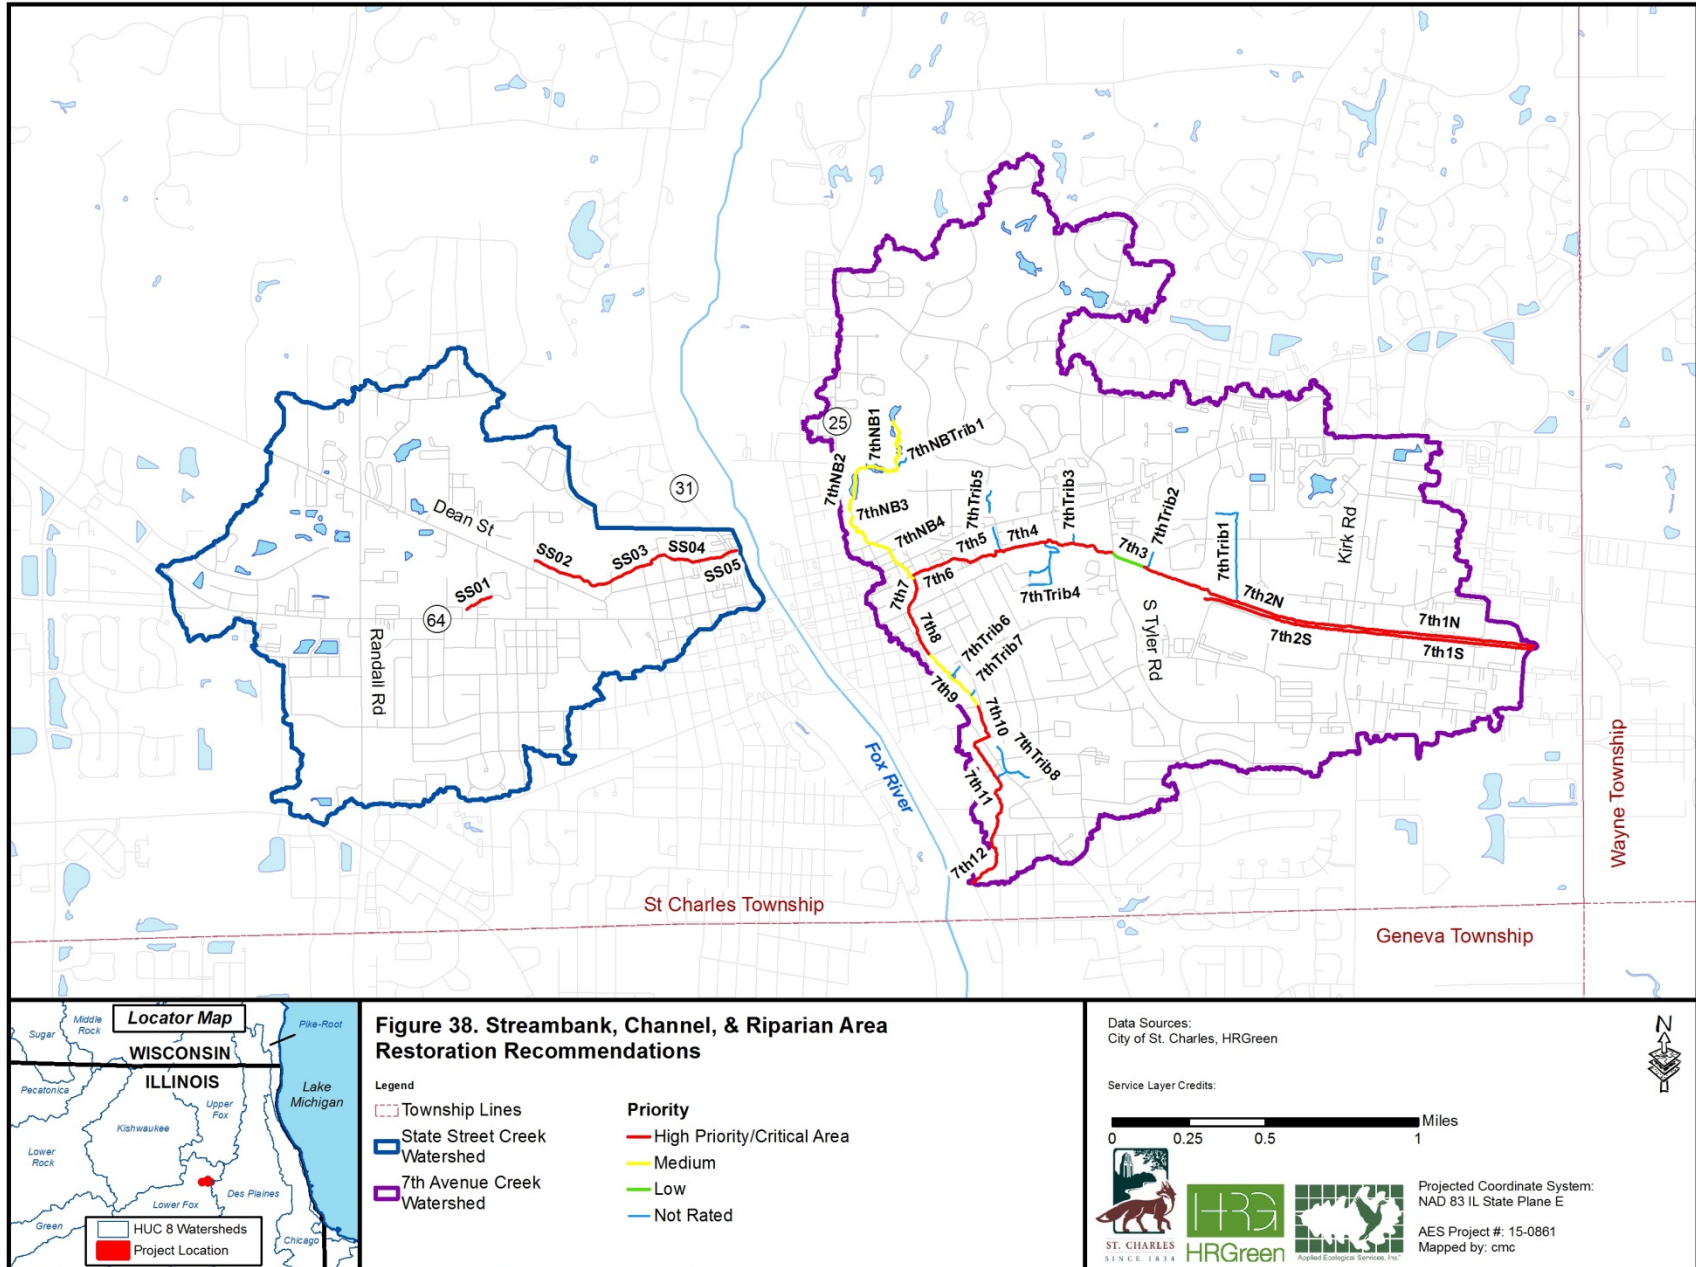 25
31
64
Dean St
Randall Rd
SS01
SS02
SS03
SS04
SS05
Fox River
7thNB1
7thNBTrib1
7thNB2
7thNB3
7thNB4
7thTrib5
7thTrib3
7thTrib2
7thTrib1
7th3
7th4
7th5
7th6
7th7
7th8
7thTrib4
7thTrib6
7thTrib7
7th9
7th10
7thTrib8
7th11
7th12
S Tyler Rd
Kirk Rd
7th2N
7th1N
7th2S
7th1S
St Charles Township
Geneva Township
Wayne Township
Locator Map
Sugar
Middle
Rock
Pike-Root
WISCONSIN
ILLINOIS
Lake
Michigan
Pecatonica
Upper
Fox
Kishwaukee
Lower
Rock
Des Plaines
Lower Fox
Green
Chicago
HUC 8 Watersheds
Project Location
Figure 38. Streambank, Channel, & Riparian Area
Restoration Recommendations
Legend
Township Lines
State Street Creek
Watershed
7th Avenue Creek
Watershed
Priority
High Priority/Critical Area
Medium
Low
Not Rated
Data Sources:
City of St. Charles, HRGreen
Service Layer Credits:
N
Miles
0 0.25 0.5 1
ST. CHARLES
SINCE 1834
HRG
HRGreen
Applied Ecological Services, Inc.
Projected Coordinate System:
NAD 83 IL State Plane E
AES Project #: 15-0861
Mapped by: cmc